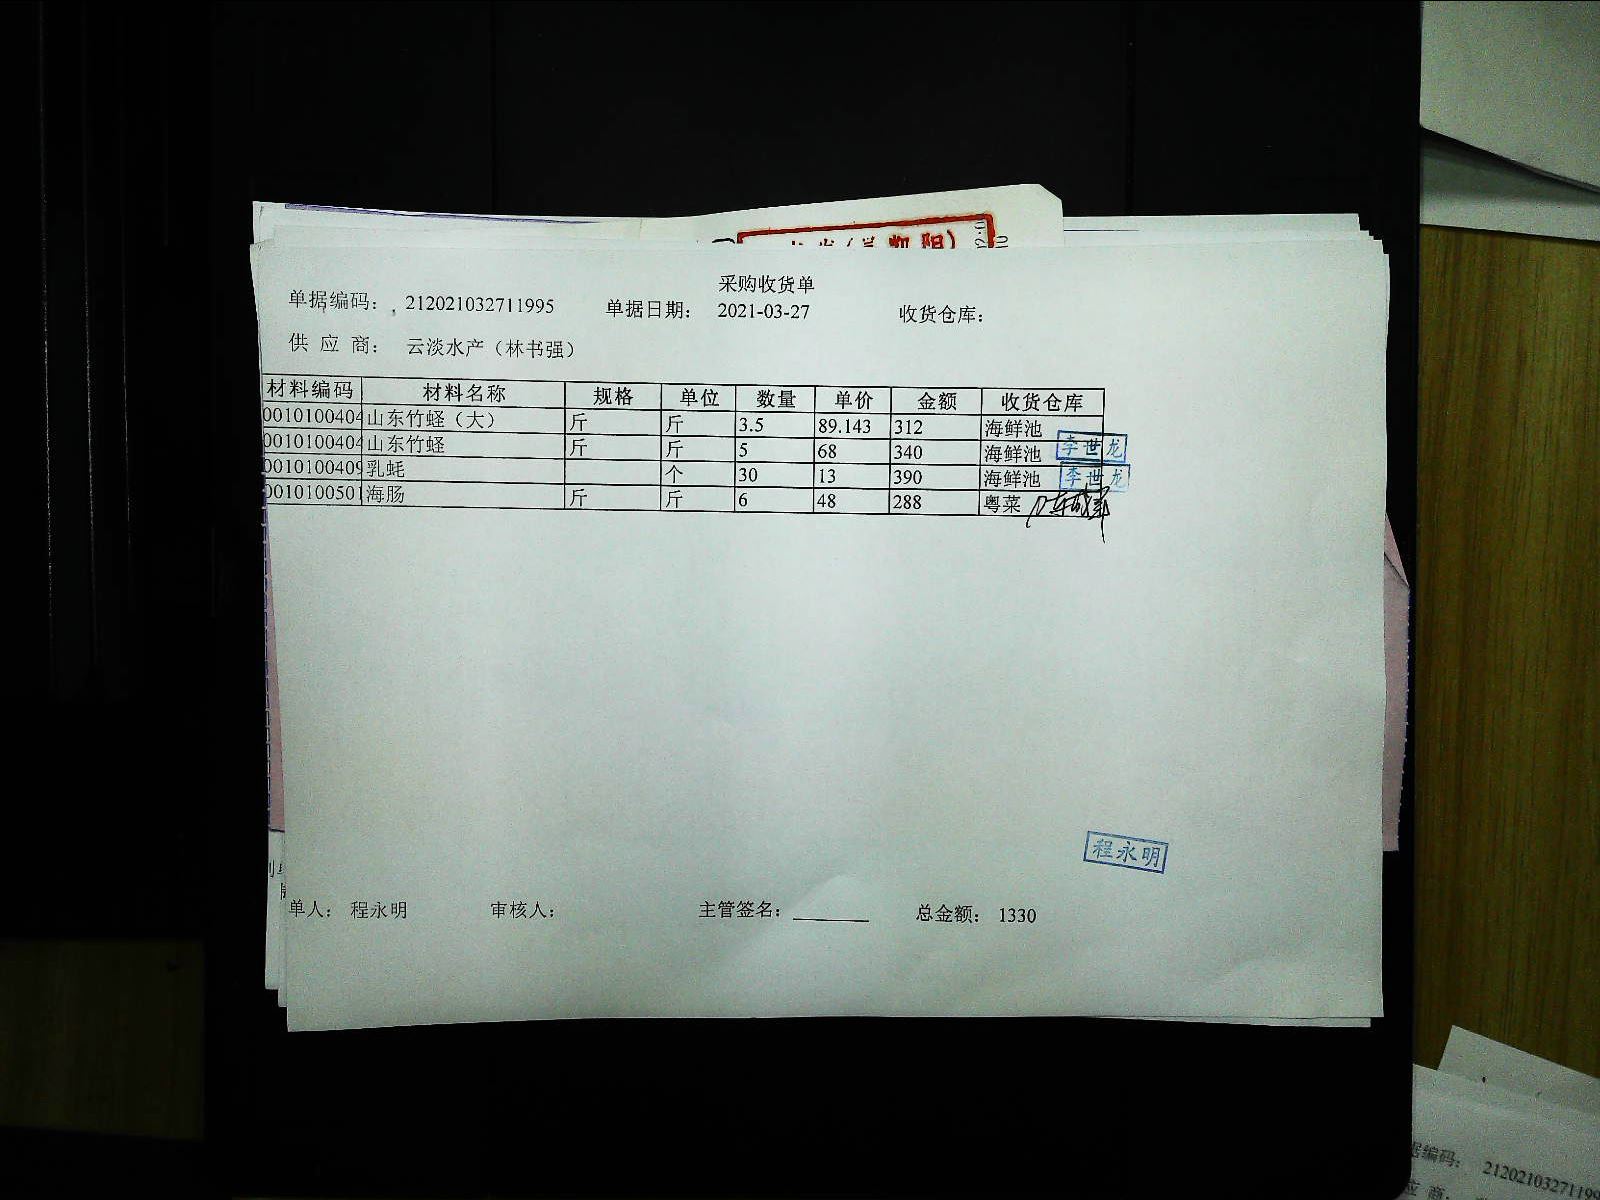 采购收货单
单据编码： 212021032711995 单据日期： 2021-03-27 收货仓库：
供 应 商： 云淡水产（林书强）
材料编码 材料名称 规格 单位 数量 单价 金额 收货仓库
0010100404 山东竹蛏（大） 斤 斤 3.5 89.143 312 海鲜池
0010100404 山东竹蛏 斤 斤 5 68 340 海鲜池 李世龙
0010100409 乳蚝 个 30 13 390 海鲜池 李世龙
0010100501 海肠 斤 斤 6 48 288 粤菜
程永明
单人： 程永明 审核人： 主管签名： 总金额： 1330
据编码： 2120210327119
应 商：